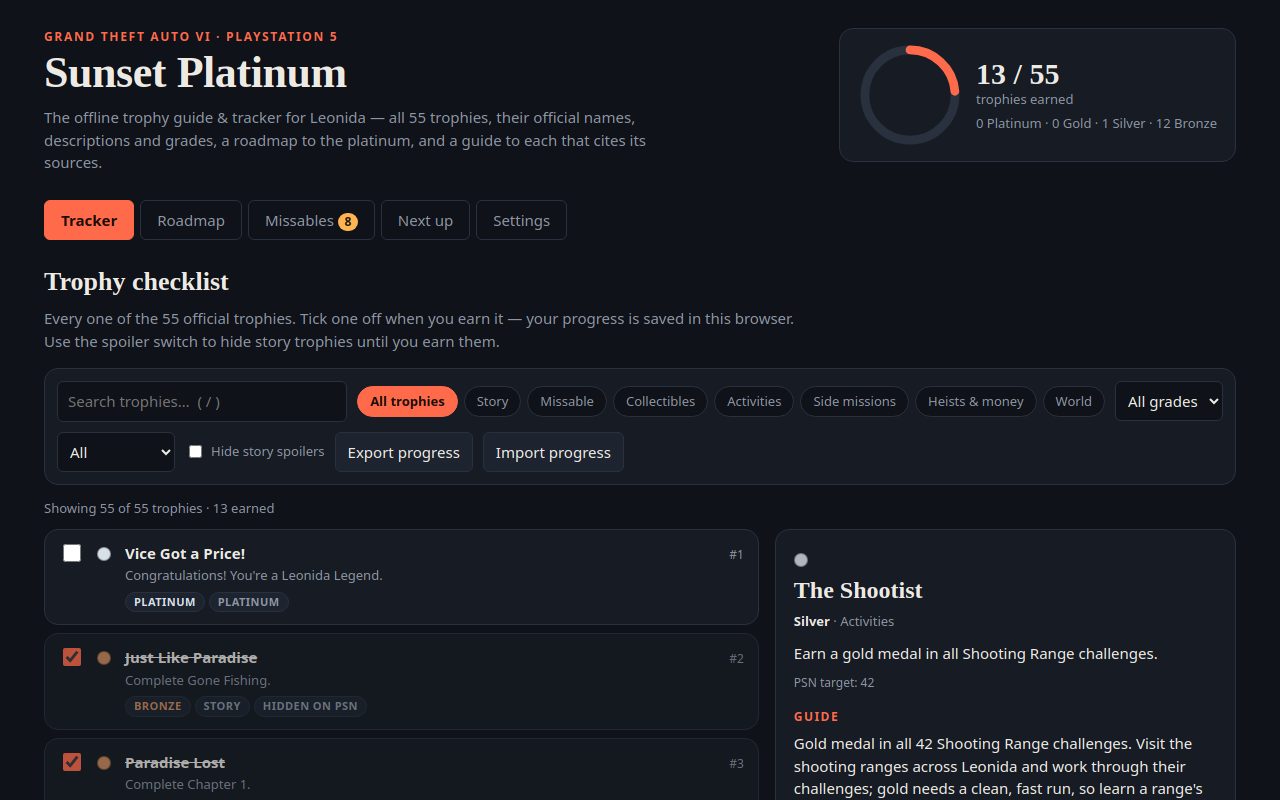 GRAND THEFT AUTO VI · PLAYSTATION 5
Sunset Platinum
The offline trophy guide & tracker for Leonida — all 55 trophies, their official names,
descriptions and grades, a roadmap to the platinum, and a guide to each that cites its
sources.
13 / 55
trophies earned
0 Platinum · 0 Gold · 1 Silver · 12 Bronze
Tracker
Roadmap
Missables 8
Next up
Settings
Trophy checklist
Every one of the 55 official trophies. Tick one off when you earn it — your progress is saved in this browser.
Use the spoiler switch to hide story trophies until you earn them.
Search trophies… ( / )
All trophies
Story
Missable
Collectibles
Activities
Side missions
Heists & money
World
All grades
All
Hide story spoilers
Export progress
Import progress
Showing 55 of 55 trophies · 13 earned
Vice Got a Price!
#1
Congratulations! You're a Leonida Legend.
PLATINUM
PLATINUM
Just Like Paradise
#2
Complete Gone Fishing.
BRONZE
STORY
HIDDEN ON PSN
Paradise Lost
#3
Complete Chapter 1.
The Shootist
Silver · Activities
Earn a gold medal in all Shooting Range challenges.
PSN target: 42
GUIDE
Gold medal in all 42 Shooting Range challenges. Visit the
shooting ranges across Leonida and work through their
challenges; gold needs a clean, fast run, so learn a range's